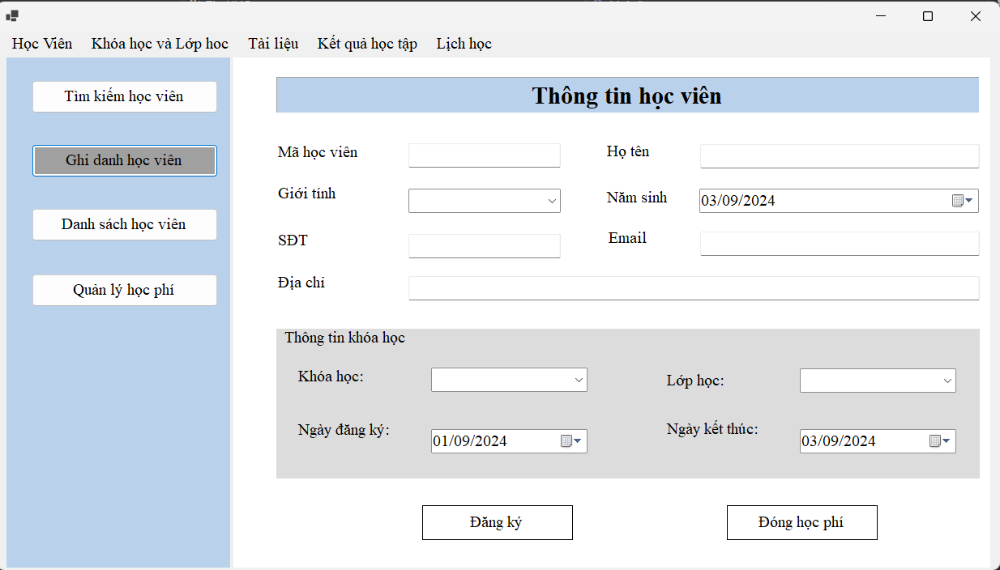 Học Viên Khóa học và Lớp hoc Tài liệu Kết quả học tập Lịch học
Tìm kiếm học viên
Ghi danh học viên
Danh sách học viên
Quản lý học phí
Thông tin học viên
Mã học viên Họ tên
Giới tính Năm sinh 03/09/2024
SĐT Email
Địa chỉ
Thông tin khóa học
Khóa học: Lớp học:
Ngày đăng ký: 01/09/2024 Ngày kết thúc: 03/09/2024
Đăng ký Đóng học phí